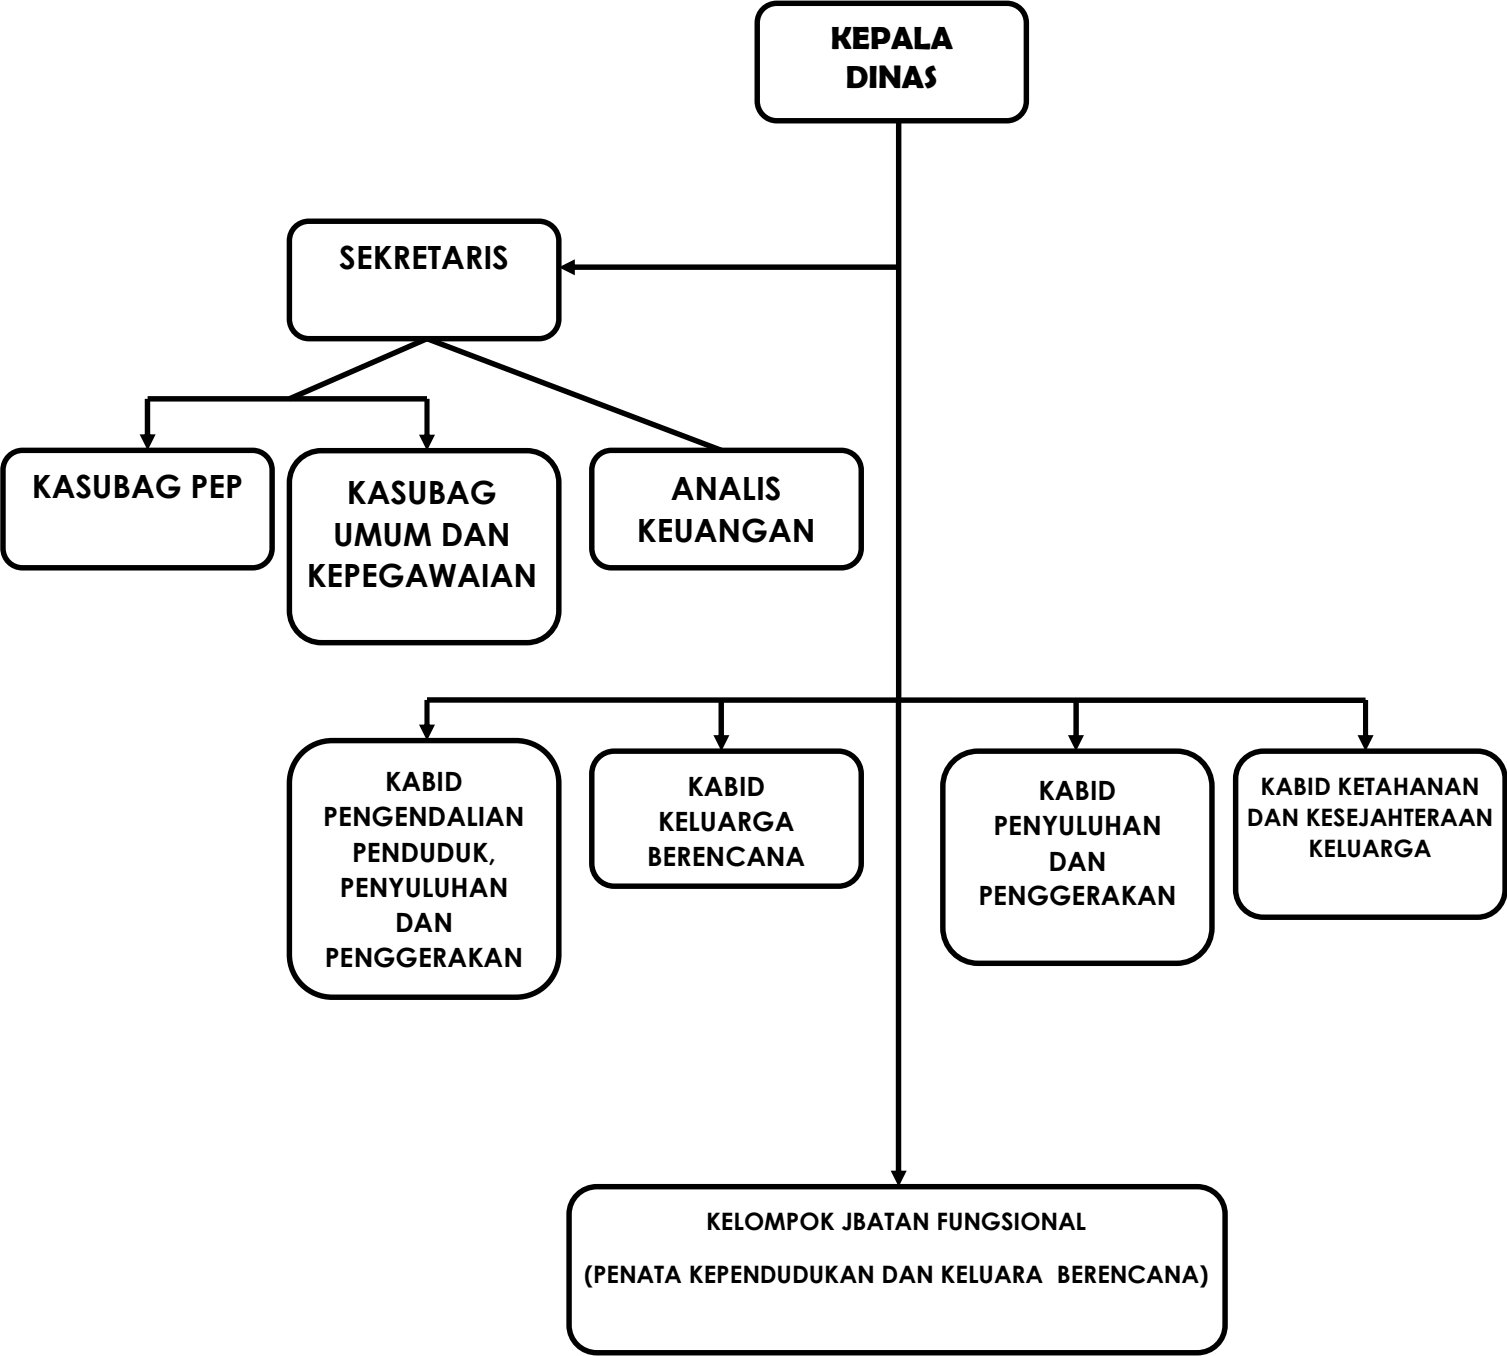 KEPALA
DINAS
SEKRETARIS
KASUBAG PEP
KASUBAG
UMUM DAN
KEPEGAWAIAN
ANALIS
KEUANGAN
KABID
PENGENDALIAN
PENDUDUK,
PENYULUHAN
DAN
PENGGERAKAN
KABID
KELUARGA
BERENCANA
KABID
PENYULUHAN
DAN
PENGGERAKAN
KABID KETAHANAN
DAN KESEJAHTERAAN
KELUARGA
KELOMPOK JBATAN FUNGSIONAL
(PENATA KEPENDUDUKAN DAN KELUARA BERENCANA)